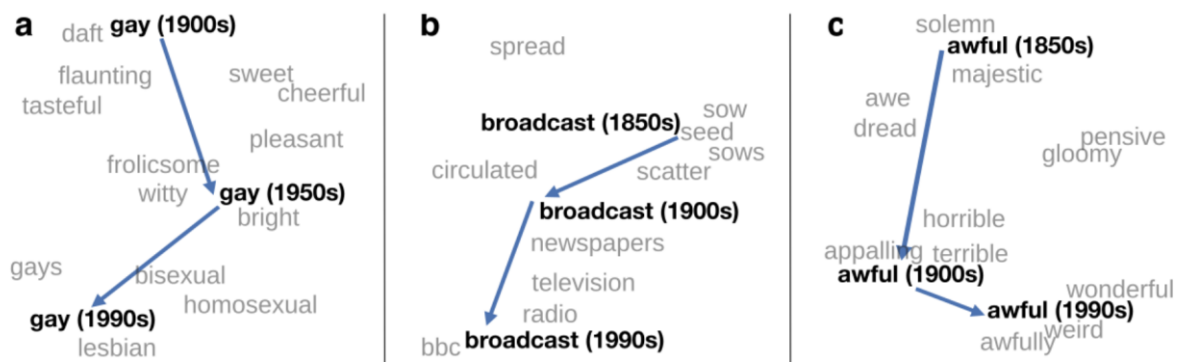 a
daft gay (1900s)
flaunting
sweet
tasteful
cheerful
pleasant
frolicsome
witty
gay (1950s)
bright
gays
bisexual
homosexual
gay (1990s)
lesbian
b
spread
sow
broadcast (1850s)
seed
sows
circulated
scatter
broadcast (1900s)
newspapers
television
radio
bbc
broadcast (1990s)
c
solemn
awful (1850s)
majestic
awe
dread
pensive
gloomy
horrible
appalling
terrible
awful (1900s)
wonderful
awful (1990s)
weird
awfully